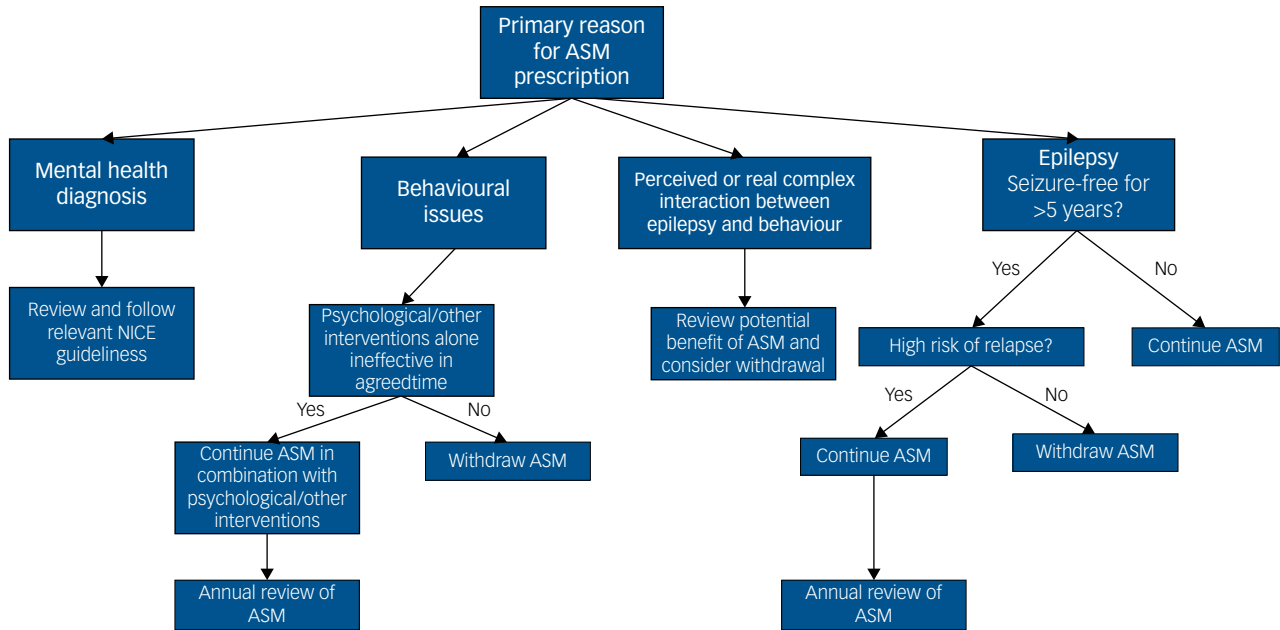 Primary reason
for ASM
prescription
Mental health
diagnosis
Review and follow
relevant NICE
guideliness
Behavioural
issues
Psychological/other
interventions alone
ineffective in
agreedtime
Yes
No
Continue ASM in
combination with
psychological/other
interventions
Withdraw ASM
Annual review of
ASM
Perceived or real complex
interaction between
epilepsy and behaviour
Review potential
benefit of ASM and
consider withdrawal
Epilepsy
Seizure-free for
>5 years?
Yes
No
High risk of relapse?
Continue ASM
Yes
No
Continue ASM
Withdraw ASM
Annual review of
ASM